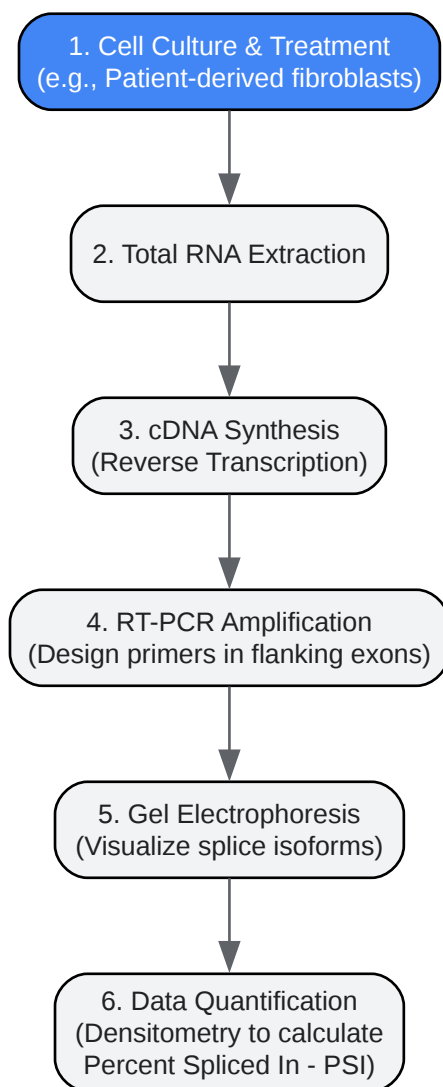 1. Cell Culture & Treatment
(e.g., Patient-derived fibroblasts)
2. Total RNA Extraction
3. cDNA Synthesis
(Reverse Transcription)
4. RT-PCR Amplification
(Design primers in flanking exons)
5. Gel Electrophoresis
(Visualize splice isoforms)
6. Data Quantification
(Densitometry to calculate
Percent Spliced In - PSI)